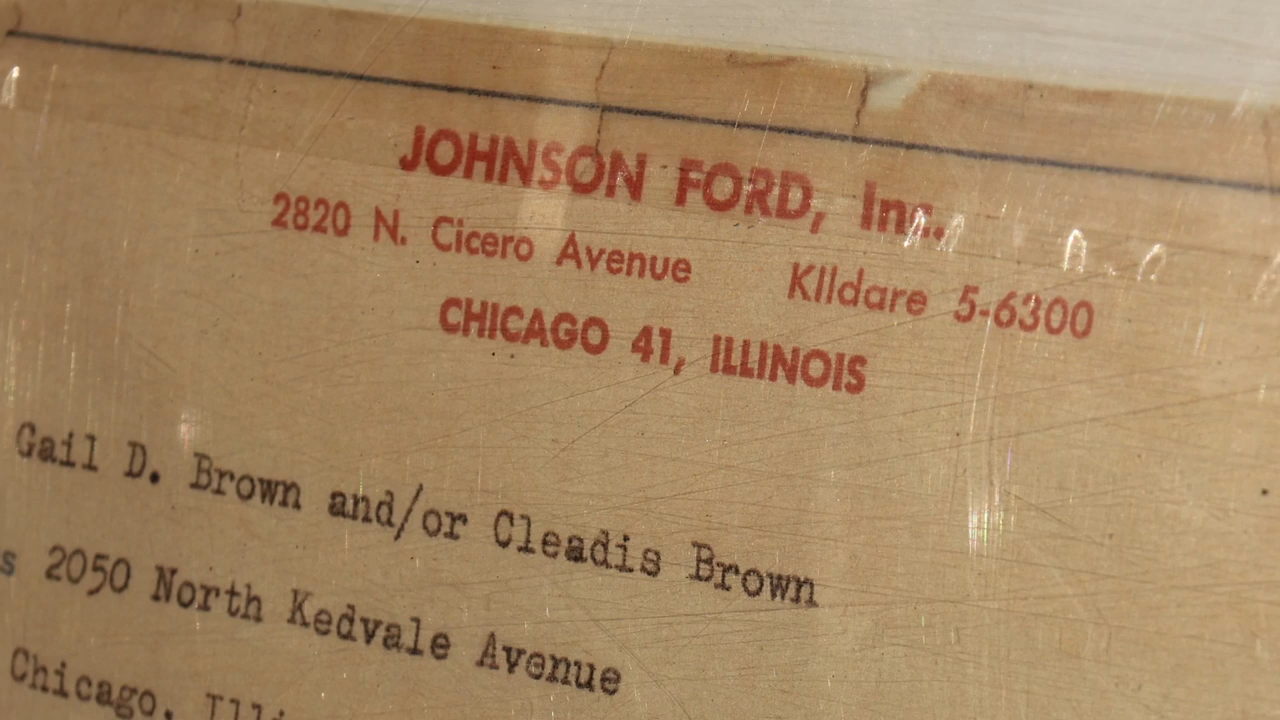 JOHNSON FORD, Inc.
2820 N. Cicero Avenue KIldare 5-6300
CHICAGO 41, ILLINOIS
Gail D. Brown and/or Cleadis Brown
s 2050 North Kedvale Avenue
Chicago,